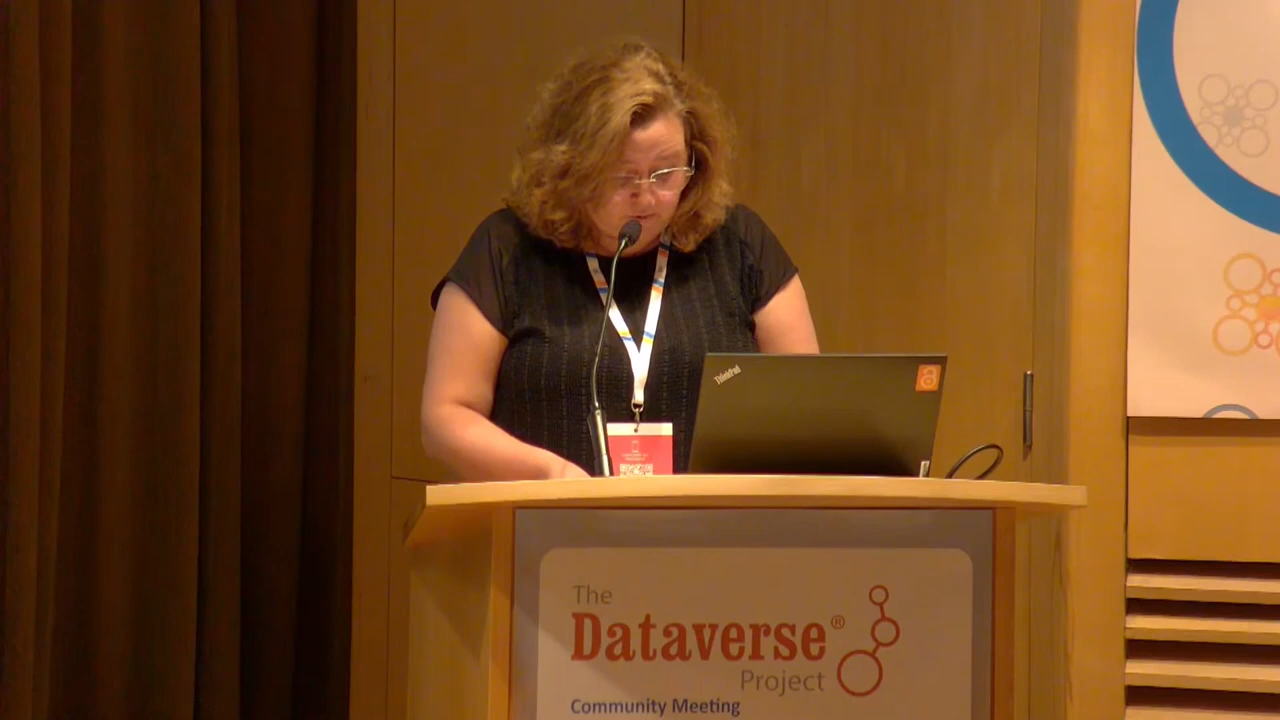 ThinkPad
The
Dataverse®
Project
Community Meeting